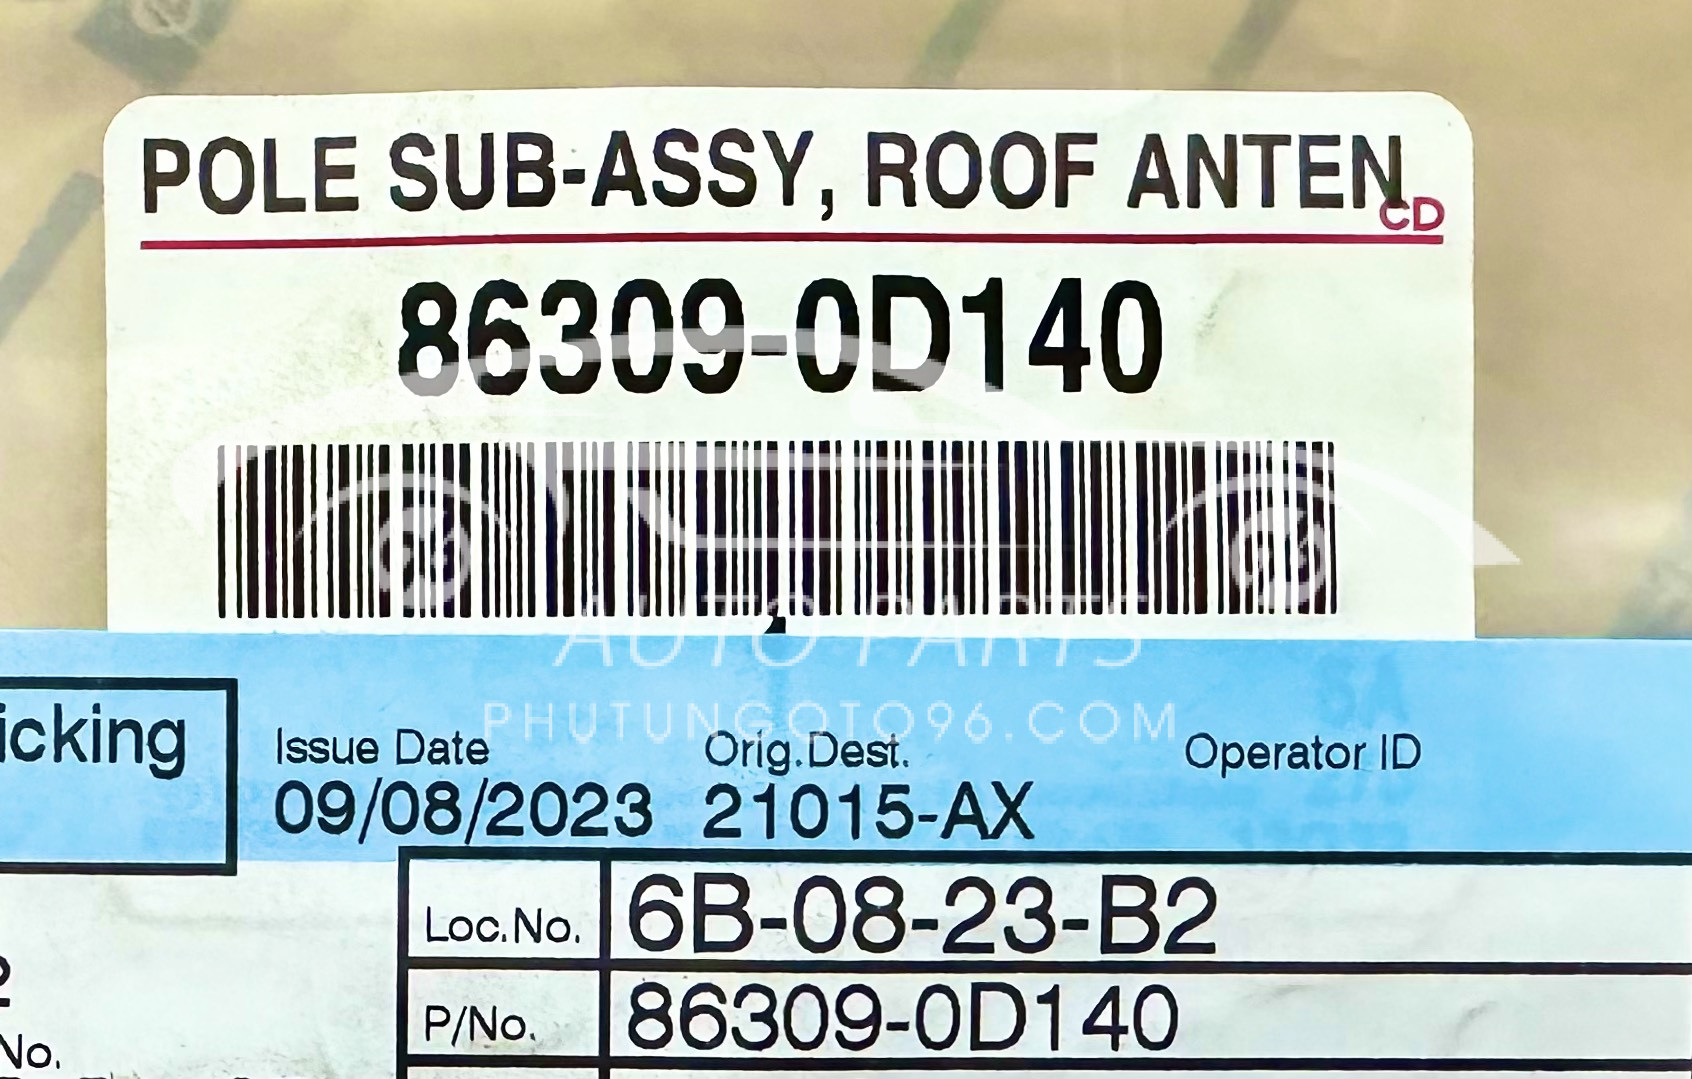 POLE SUB-ASSY, ROOF ANTEN
CD
86309-0D140
AUTO PARTS
PHUTUNGOTO96.COM
icking
Issue Date Orig.Dest. Operator ID
09/08/2023 21015-AX
Loc.No. 6B-08-23-B2
P/No. 86309-0D140
No.